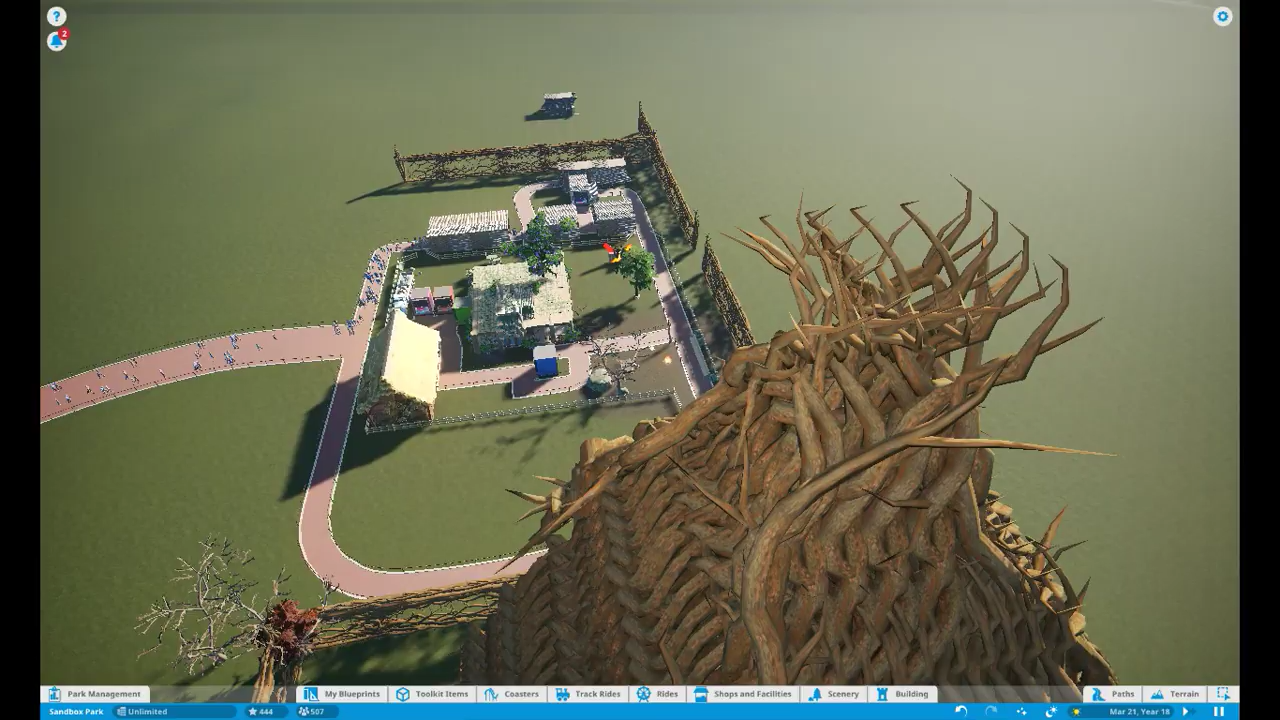 ?
2
Park Management My Blueprints Toolkit Items Coasters Track Rides Rides Shops and Facilities Scenery Building Paths Terrain
Sandbox Park Unlimited 444 507 Mar 21, Year 18